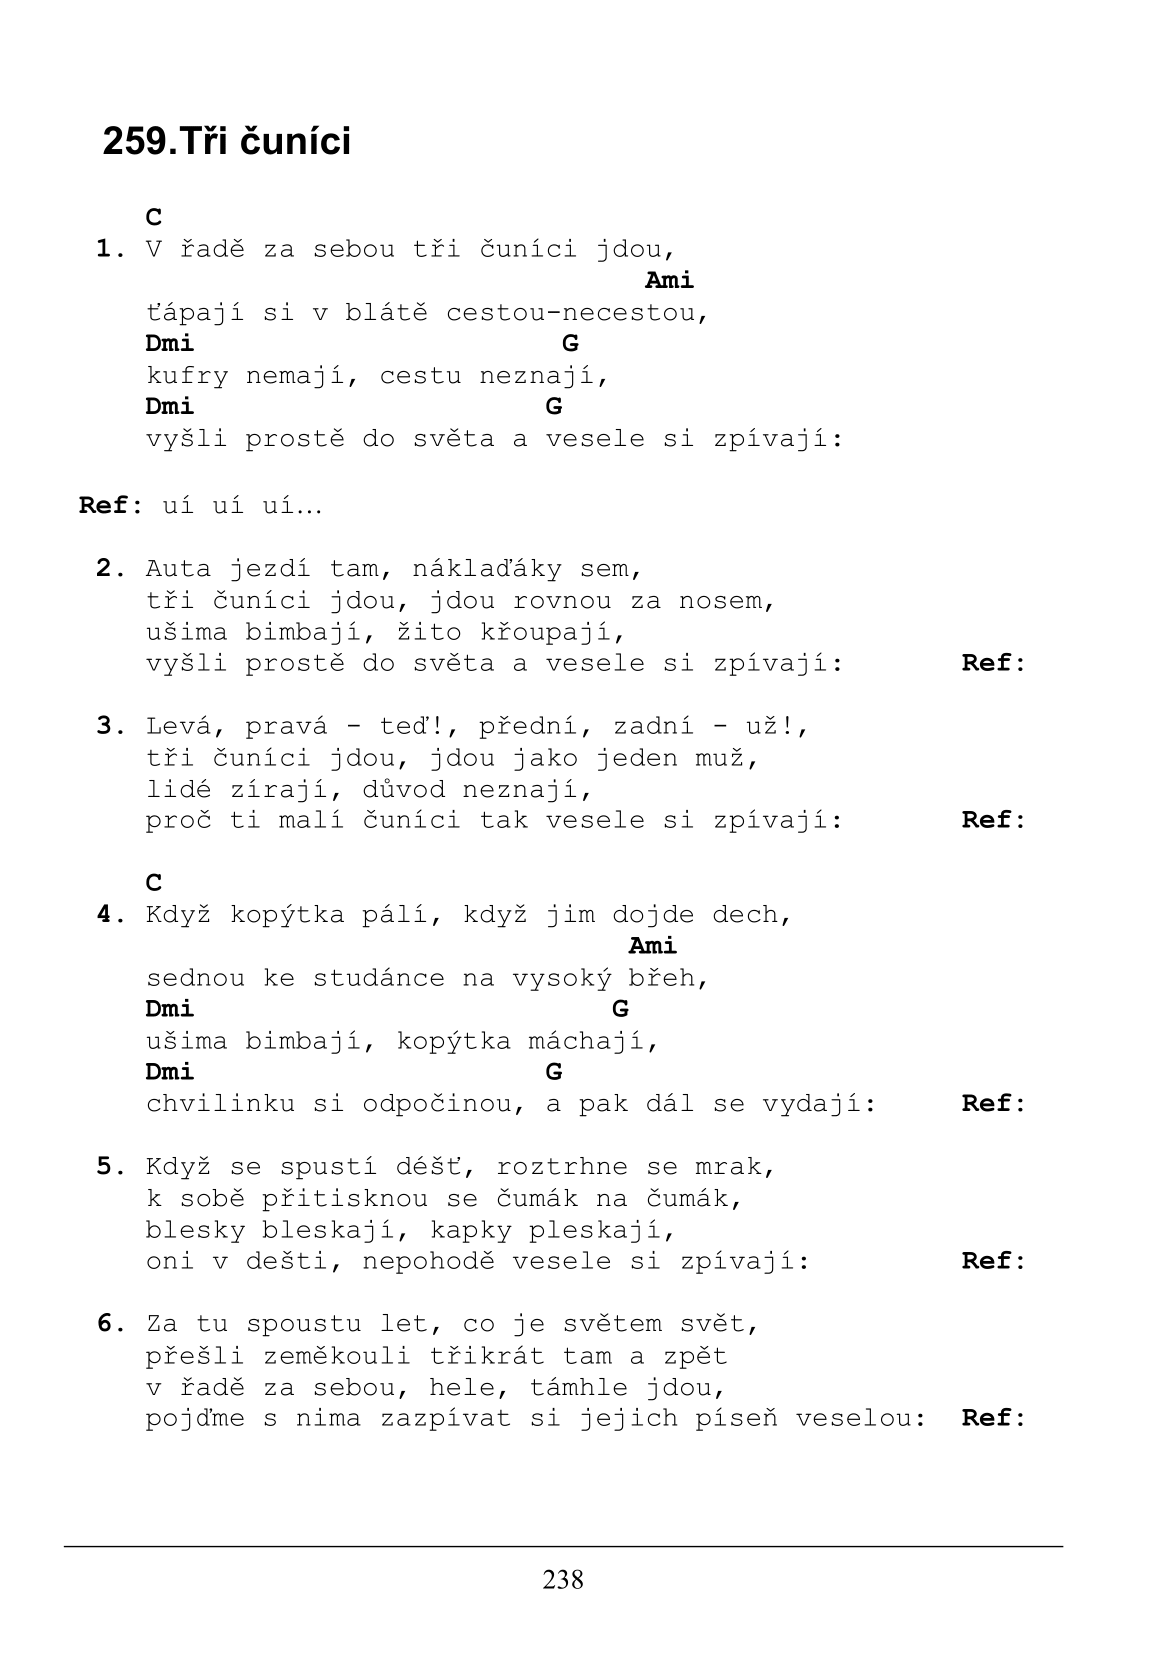 259.Tři čuníci
C
1. V řadě za sebou tři čuníci jdou,
Ami
ťápají si v blátě cestou-necestou,
Dmi G
kufry nemají, cestu neznají,
Dmi G
vyšli prostě do světa a vesele si zpívají:
Ref: uí uí uí…
2. Auta jezdí tam, náklaďáky sem,
tři čuníci jdou, jdou rovnou za nosem,
ušima bimbají, žito křoupají,
vyšli prostě do světa a vesele si zpívají: Ref:
3. Levá, pravá - teď!, přední, zadní - už!,
tři čuníci jdou, jdou jako jeden muž,
lidé zírají, důvod neznají,
proč ti malí čuníci tak vesele si zpívají: Ref:
C
4. Když kopýtka pálí, když jim dojde dech,
Ami
sednou ke studánce na vysoký břeh,
Dmi G
ušima bimbají, kopýtka máchají,
Dmi G
chvilinku si odpočinou, a pak dál se vydají: Ref:
5. Když se spustí déšť, roztrhne se mrak,
k sobě přitisknou se čumák na čumák,
blesky bleskají, kapky pleskají,
oni v dešti, nepohodě vesele si zpívají: Ref:
6. Za tu spoustu let, co je světem svět,
přešli zeměkouli třikrát tam a zpět
v řadě za sebou, hele, támhle jdou,
pojďme s nima zazpívat si jejich píseň veselou: Ref:
238